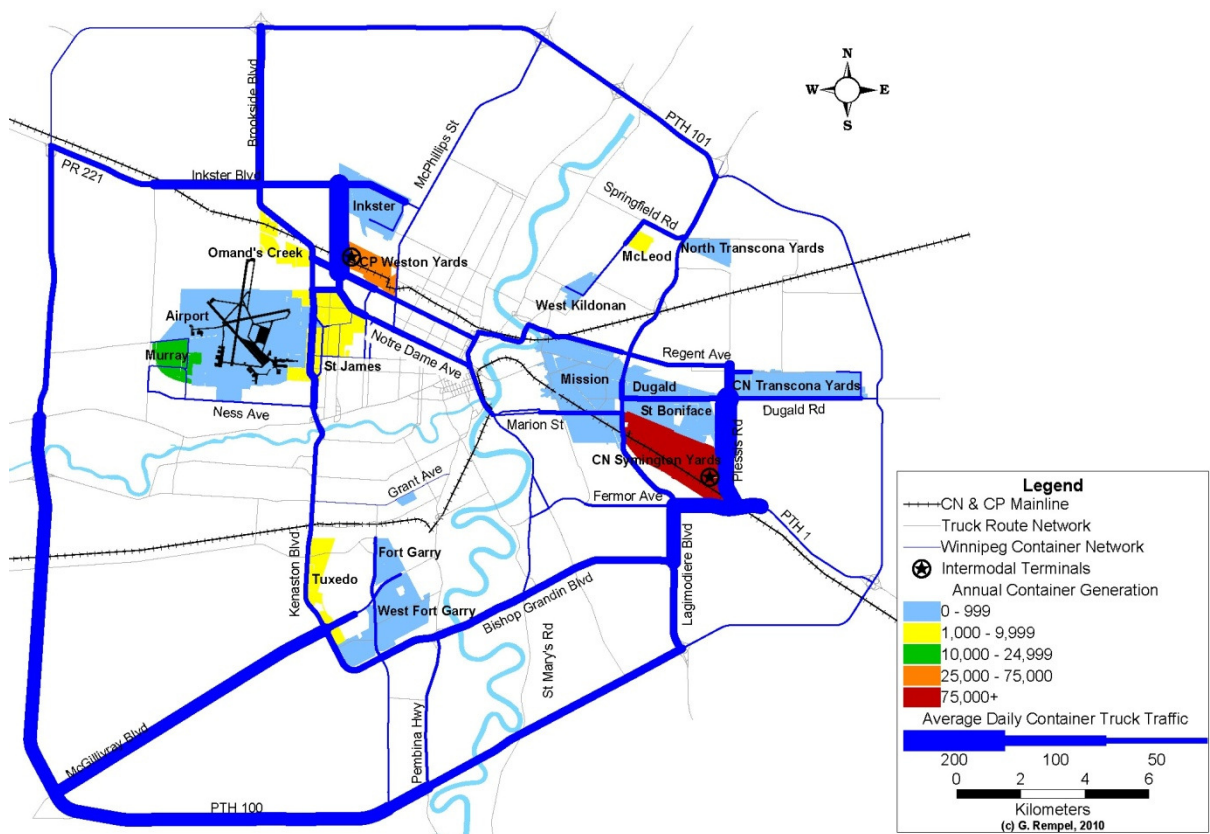 N
W
E
S
Brookside Blvd
McPhillips St
PTH 101
PR 221
Inkster Blvd
Inkster
Springfield Rd
Omand's Creek
CP Weston Yards
McLeod
North Transcona Yards
West Kildonan
Airport
Murray
St James
Notre Dame Ave
Regent Ave
Mission
Dugald
CN Transcona Yards
Ness Ave
St Boniface
Dugald Rd
Marion St
CN Symington Yards
Plessis Rd
Grant Ave
Fermor Ave
PTH 1
Kenaston Blvd
Fort Garry
Tuxedo
West Fort Garry
Bishop Grandin Blvd
Lagimodiere Blvd
St Mary's Rd
McGillivray Blvd
Pembina Hwy
PTH 100
Legend
CN & CP Mainline
Truck Route Network
Winnipeg Container Network
Intermodal Terminals
Annual Container Generation
0 - 999
1,000 - 9,999
10,000 - 24,999
25,000 - 75,000
75,000+
Average Daily Container Truck Traffic
200 100 50
0 2 4 6
Kilometers
(c) G. Rempel, 2010